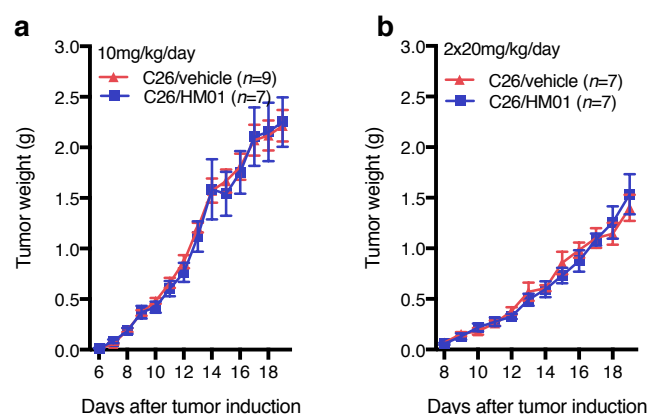 a
10mg/kg/day
C26/vehicle (n=9)
C26/HM01 (n=7)
Tumor weight (g)
3.0
2.5
2.0
1.5
1.0
0.5
0.0
6 8 10 12 14 16 18
Days after tumor induction
b
2x20mg/kg/day
C26/vehicle (n=7)
C26/HM01 (n=7)
Tumor weight (g)
3.0
2.5
2.0
1.5
1.0
0.5
0.0
8 10 12 14 16 18
Days after tumor induction